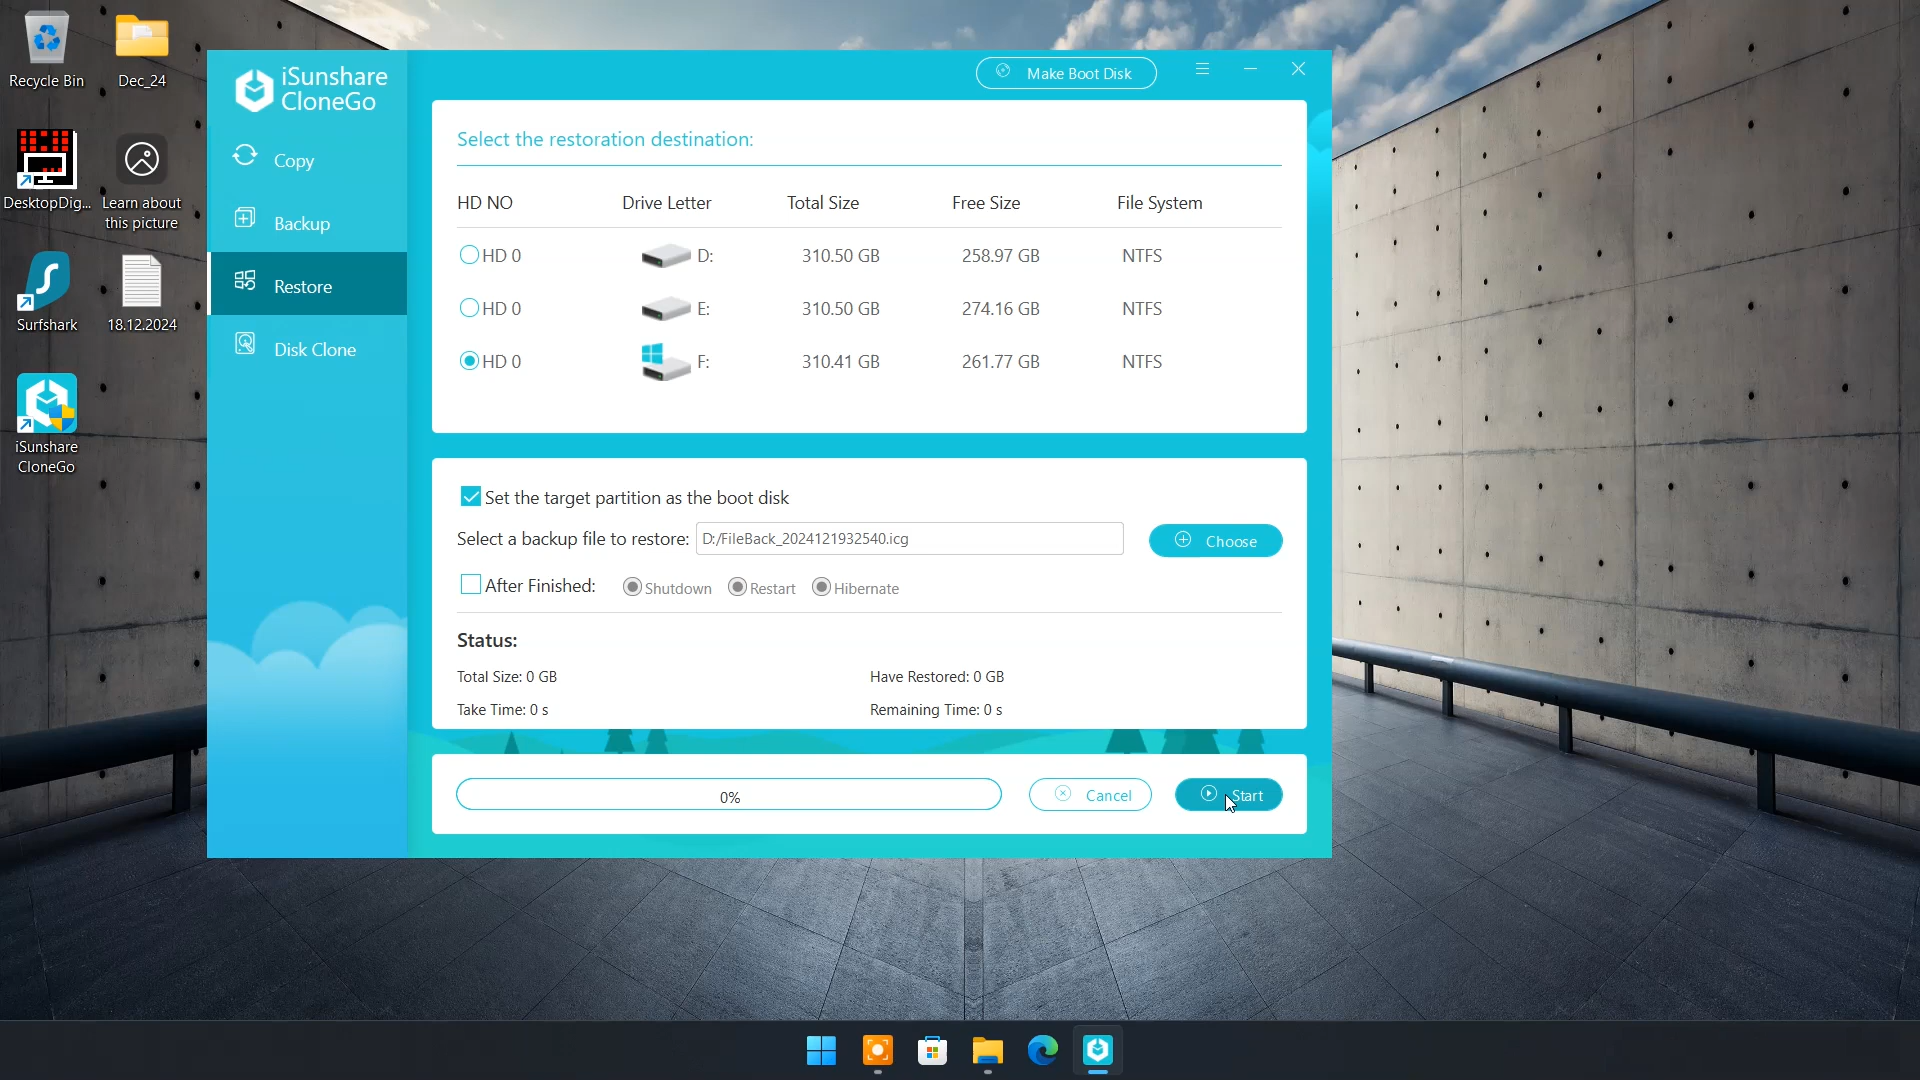 Recycle Bin
Dec_24
DesktopDig...
Learn about
this picture
Surfshark
18.12.2024
iSunshare
CloneGo
iSunshare
CloneGo
Make Boot Disk
Copy
Backup
Restore
Disk Clone
Select the restoration destination:
HD NO Drive Letter Total Size Free Size File System
HD 0 D: 310.50 GB 258.97 GB NTFS
HD 0 E: 310.50 GB 274.16 GB NTFS
HD 0 F: 310.41 GB 261.77 GB NTFS
Set the target partition as the boot disk
Select a backup file to restore: D:/FileBack_2024121932540.icg Choose
After Finished: Shutdown Restart Hibernate
Status:
Total Size: 0 GB Have Restored: 0 GB
Take Time: 0 s Remaining Time: 0 s
0% Cancel Start